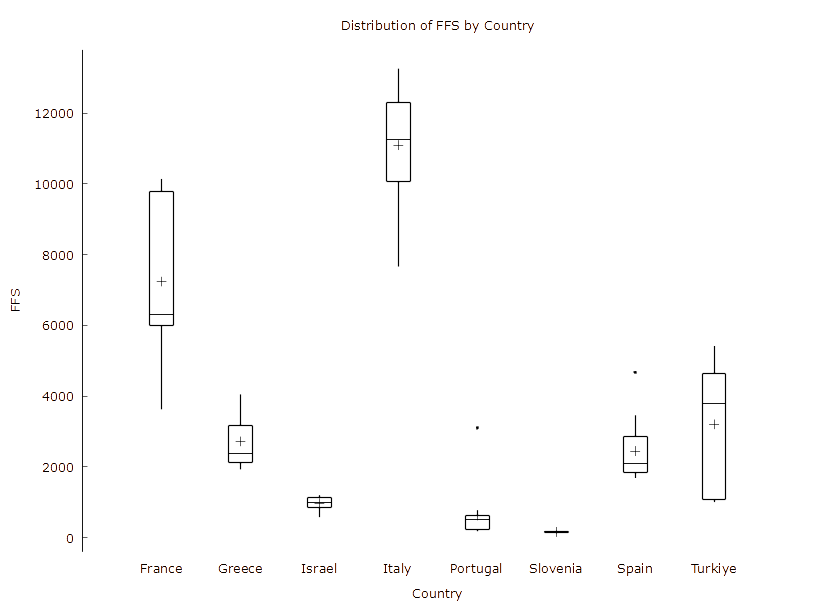 Distribution of FFS by Country
12000
10000
8000
6000
4000
2000
0
FFS
France Greece Israel Italy Portugal Slovenia Spain Turkiye
Country